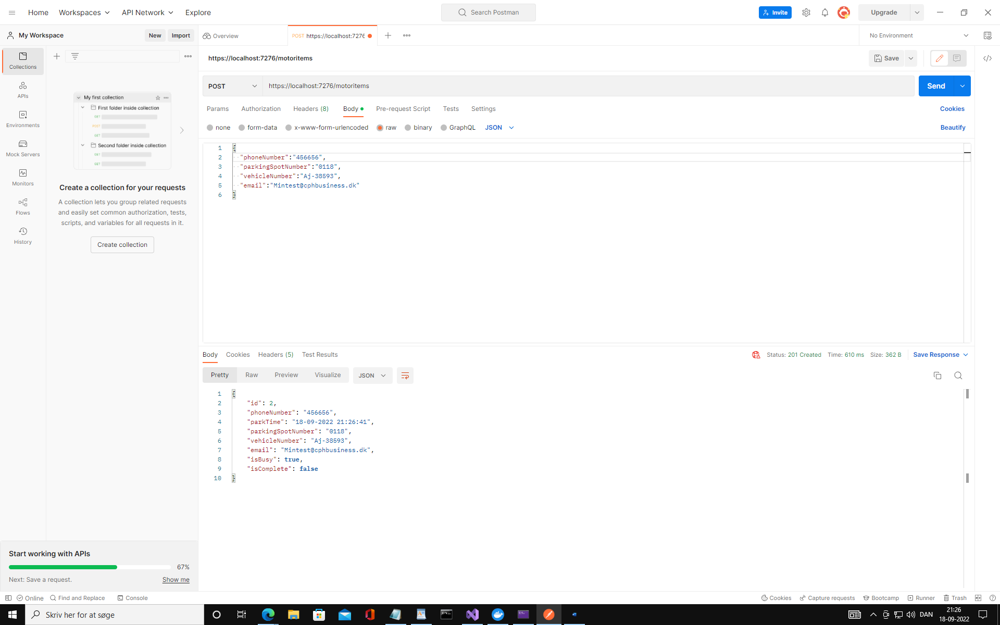 Home Workspaces API Network Explore Search Postman Invite Upgrade
My Workspace New Import Overview POST https://localhost:7276 No Environment
https://localhost:7276/motoritems Save
Collections
APIs
Environments
Mock Servers
Monitors
Flows
History
My first collection
First folder inside collection
GET
POST
GET
Second folder inside collection
GET
GET
Create a collection for your requests
A collection lets you group related requests
and easily set common authorization, tests,
scripts, and variables for all requests in it.
Create collection
POST https://localhost:7276/motoritems Send
Params Authorization Headers (8) Body Pre-request Script Tests Settings Cookies
none form-data x-www-form-urlencoded raw binary GraphQL JSON Beautify
1 {
2 "phoneNumber":"456656",
3 "parkingSpotNumber":"0118",
4 "vehicleNumber":"Aj-38593",
5 "email":"Mintest@cphbusiness.dk"
6 }
Body Cookies Headers (5) Test Results Status: 201 Created Time: 610 ms Size: 362 B Save Response
Pretty Raw Preview Visualize JSON
1 {
2 "id": 2,
3 "phoneNumber": "456656",
4 "parkTime": "18-09-2022 21:26:41",
5 "parkingSpotNumber": "0118",
6 "vehicleNumber": "Aj-38593",
7 "email": "Mintest@cphbusiness.dk",
8 "isBusy": true,
9 "isComplete": false
10 }
Start working with APIs
67%
Next: Save a request. Show me
Online Find and Replace Console Cookies Capture requests Bootcamp Runner Trash
Skriv her for at søge DAN 21:26
18-09-2022